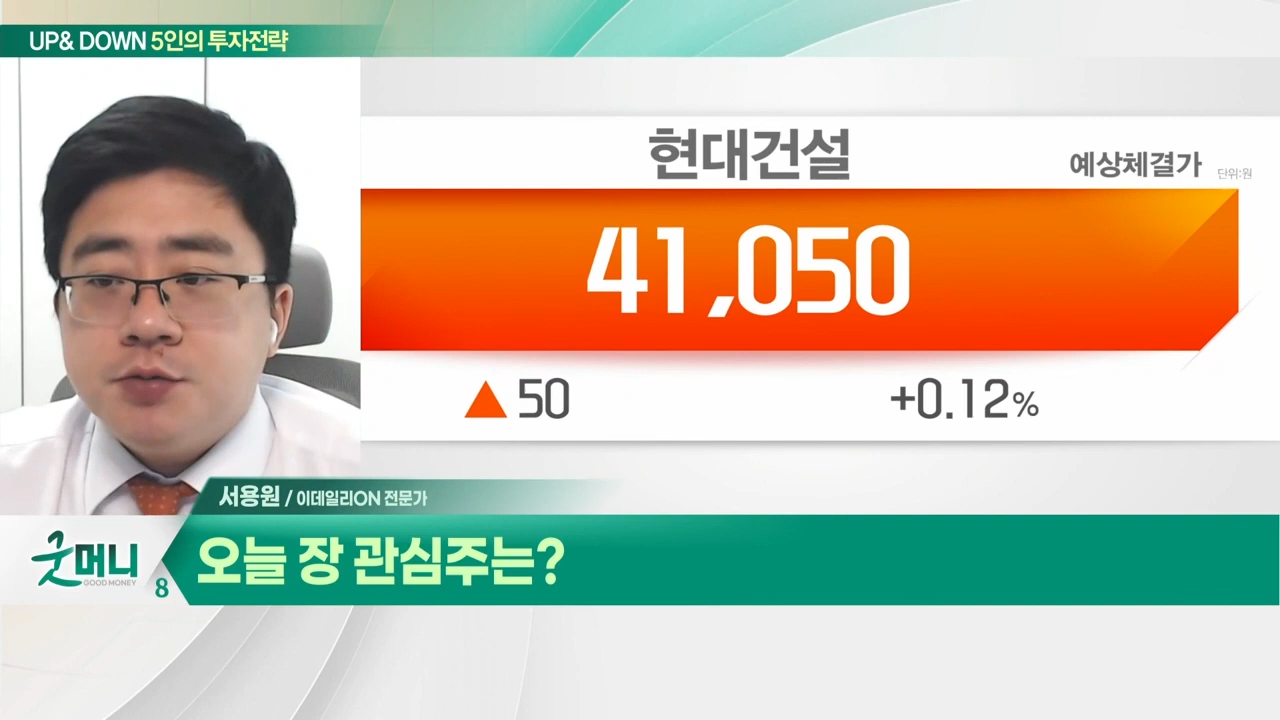 UP& DOWN 5인의 투자전략
현대건설
예상체결가
단위:원
41,050
▲ 50
+0.12%
서용원 / 이데일리ON 전문가
굿머니
GOOD MONEY
8
오늘 장 관심주는?